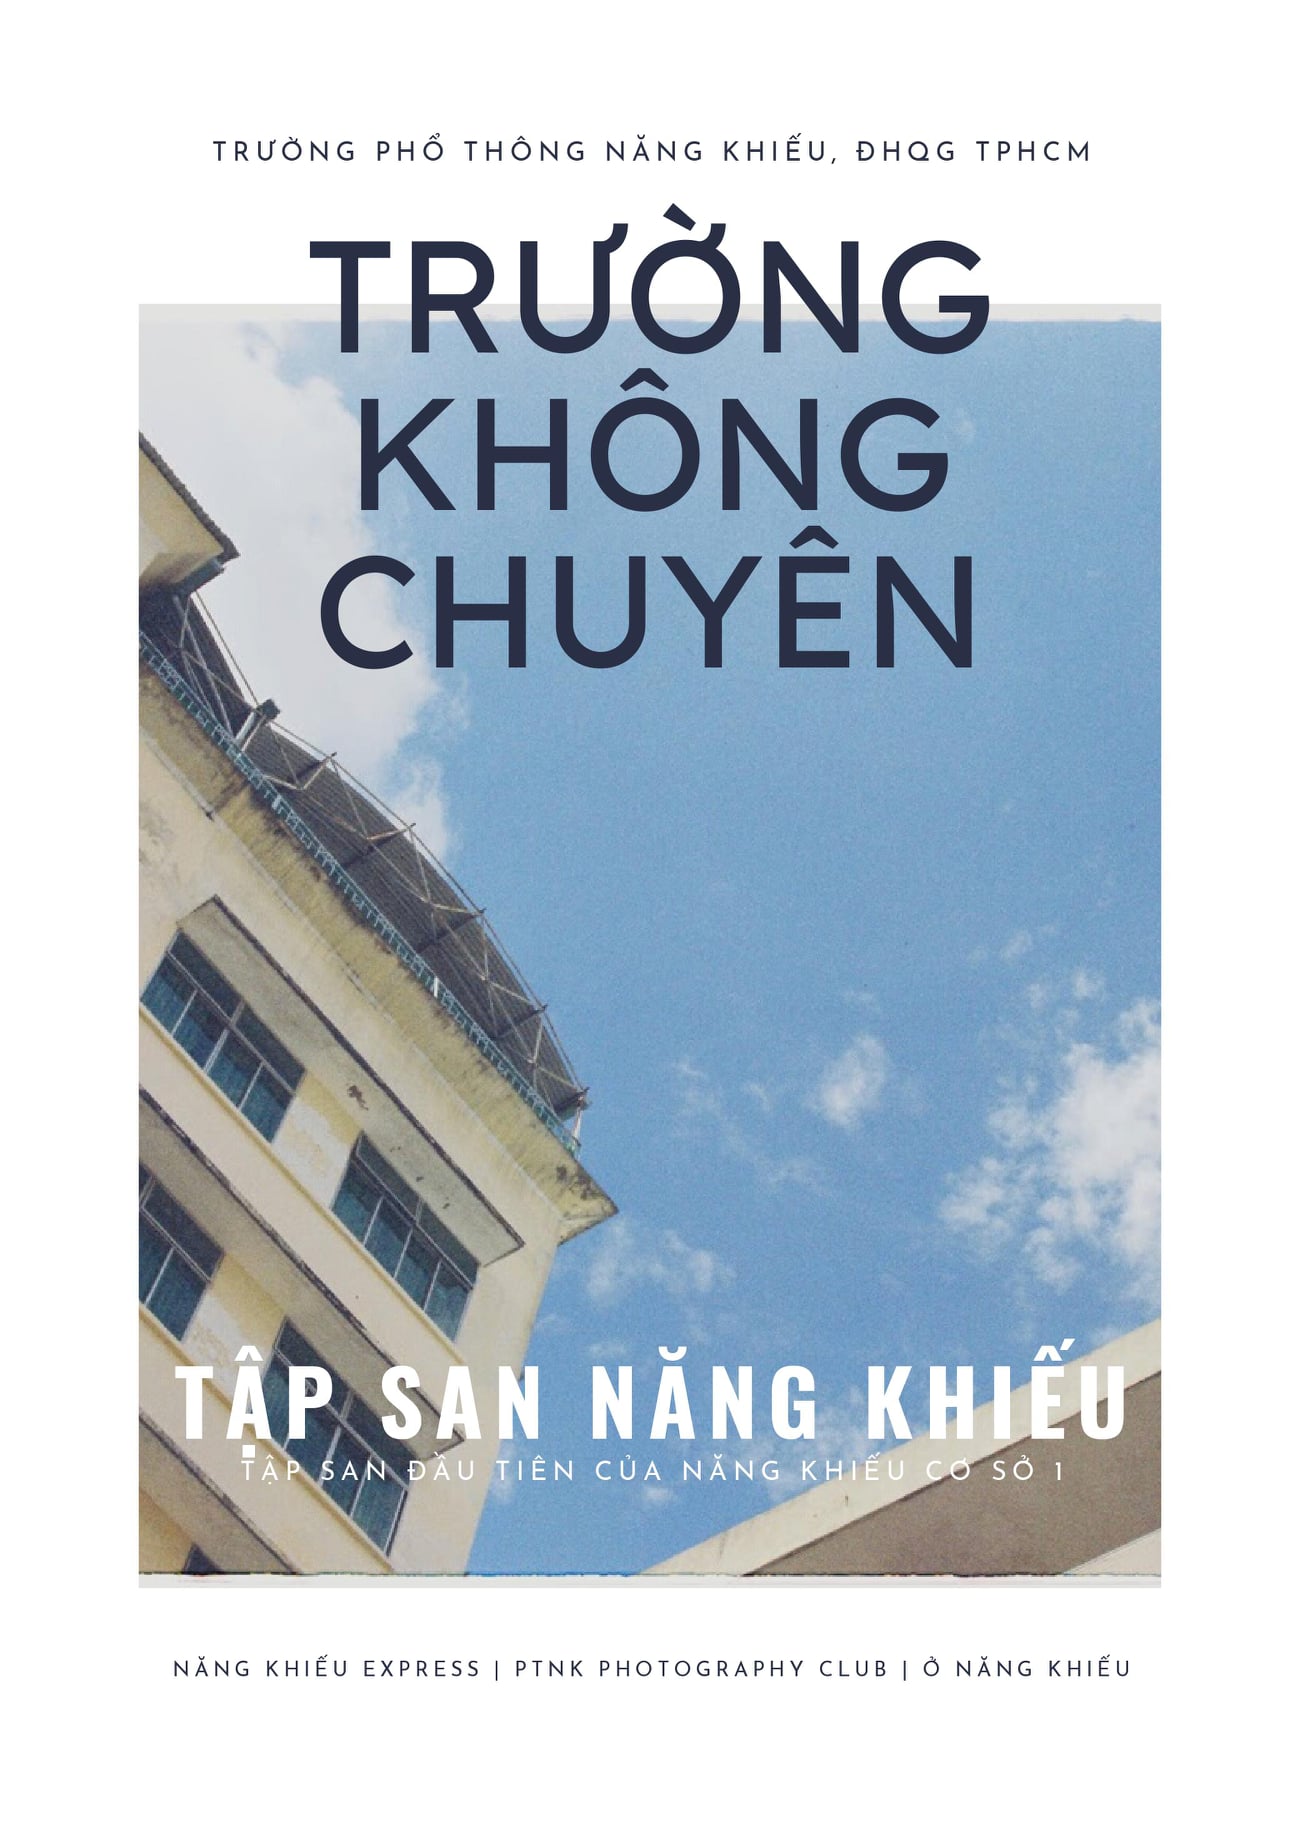 TRƯỜNG PHỔ THÔNG NĂNG KHIẾU, ĐHQG TPHCM
TRƯỜNG
KHÔNG
CHUYÊN
TẬP SAN NĂNG KHIẾU
TẬP SAN ĐẦU TIÊN CỦA NĂNG KHIẾU CƠ SỞ 1
NĂNG KHIẾU EXPRESS | PTNK PHOTOGRAPHY CLUB | Ở NĂNG KHIẾU